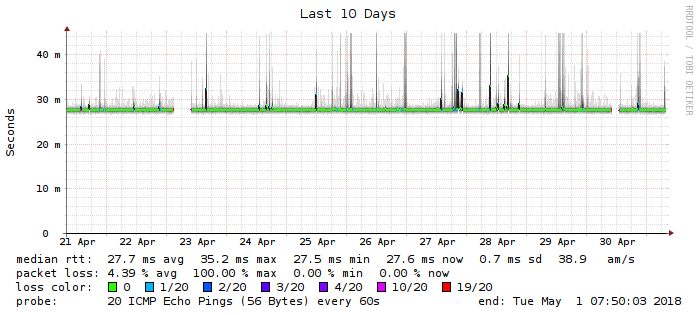 Last 10 Days
RRDTOOL / TOBI OETIKER
Seconds
40 m
30 m
20 m
10 m
0
21 Apr 22 Apr 23 Apr 24 Apr 25 Apr 26 Apr 27 Apr 28 Apr 29 Apr 30 Apr
median rtt: 27.7 ms avg 35.2 ms max 27.5 ms min 27.6 ms now 0.7 ms sd 38.9 am/s
packet loss: 4.39 % avg 100.00 % max 0.00 % min 0.00 % now
loss color: 0 1/20 2/20 3/20 4/20 10/20 19/20
probe: 20 ICMP Echo Pings (56 Bytes) every 60s end: Tue May 1 07:50:03 2018